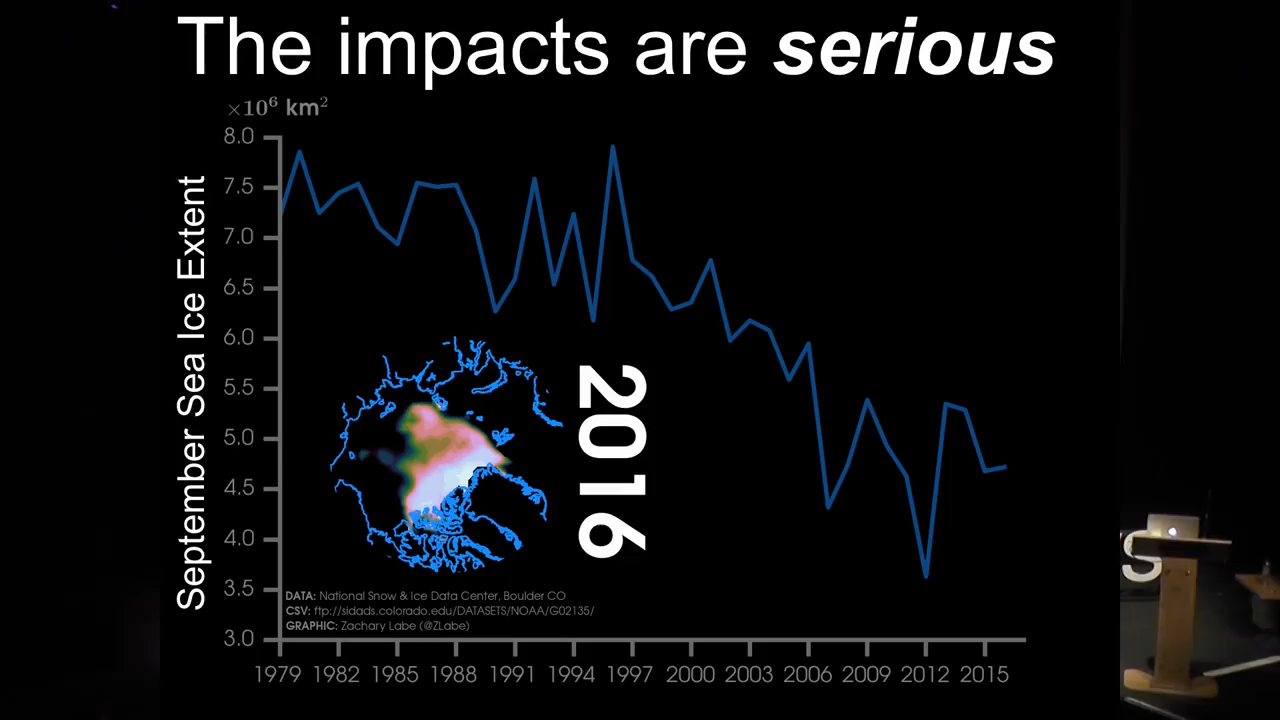 The impacts are serious
×10⁶ km²
8.0
7.5
7.0
6.5
6.0
5.5
5.0
4.5
4.0
3.5
3.0
September Sea Ice Extent
2016
DATA: National Snow & Ice Data Center, Boulder CO
CSV: ftp://sidads.colorado.edu/DATASETS/NOAA/G02135/
GRAPHIC: Zachary Labe (@ZLabe)
1979 1982 1985 1988 1991 1994 1997 2000 2003 2006 2009 2012 2015
S